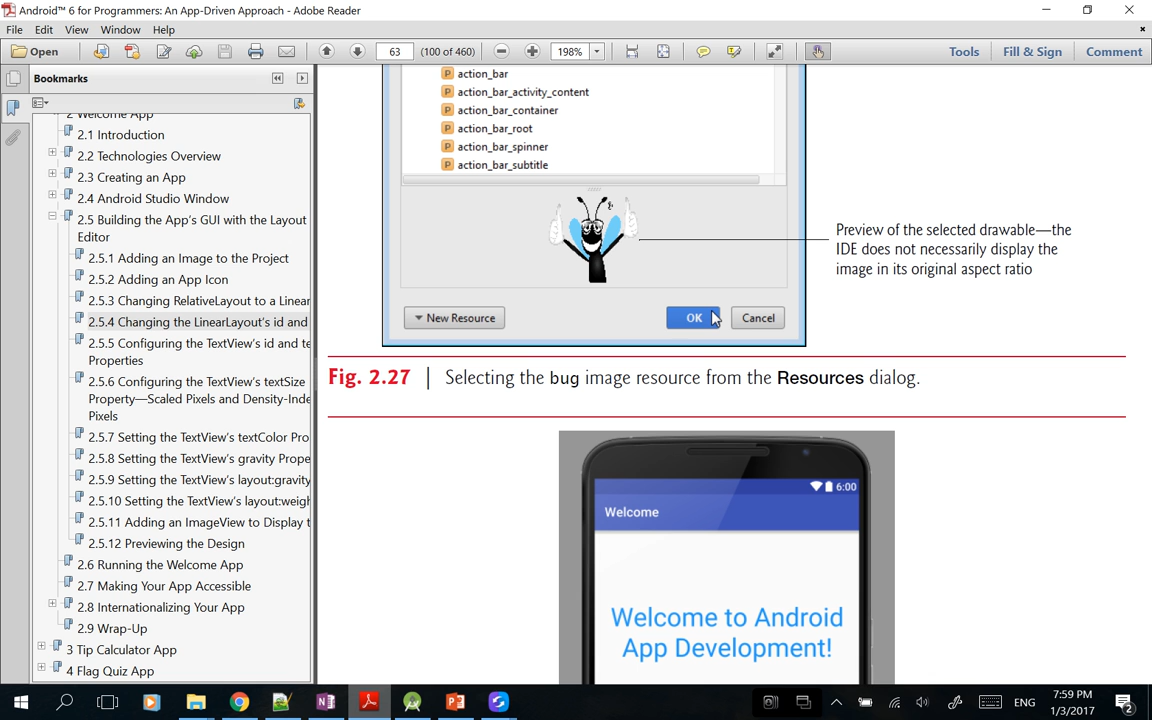 Android™ 6 for Programmers: An App-Driven Approach - Adobe Reader
File Edit View Window Help
Open 63 (100 of 460) 198% Tools Fill & Sign Comment
Bookmarks
2 Welcome App
2.1 Introduction
2.2 Technologies Overview
2.3 Creating an App
2.4 Android Studio Window
2.5 Building the App's GUI with the Layout
Editor
2.5.1 Adding an Image to the Project
2.5.2 Adding an App Icon
2.5.3 Changing RelativeLayout to a Linear
2.5.4 Changing the LinearLayout's id and
2.5.5 Configuring the TextView's id and te
Properties
2.5.6 Configuring the TextView's textSize
Property—Scaled Pixels and Density-Inde
Pixels
2.5.7 Setting the TextView's textColor Pro
2.5.8 Setting the TextView's gravity Prope
2.5.9 Setting the TextView's layout:gravity
2.5.10 Setting the TextView's layout:weigh
2.5.11 Adding an ImageView to Display t
2.5.12 Previewing the Design
2.6 Running the Welcome App
2.7 Making Your App Accessible
2.8 Internationalizing Your App
2.9 Wrap-Up
3 Tip Calculator App
4 Flag Quiz App
action_bar
action_bar_activity_content
action_bar_container
action_bar_root
action_bar_spinner
action_bar_subtitle
Preview of the selected drawable—the
IDE does not necessarily display the
image in its original aspect ratio
New Resource OK Cancel
Fig. 2.27 | Selecting the bug image resource from the Resources dialog.
6:00
Welcome
Welcome to Android
App Development!
ENG
7:59 PM
1/3/2017
2